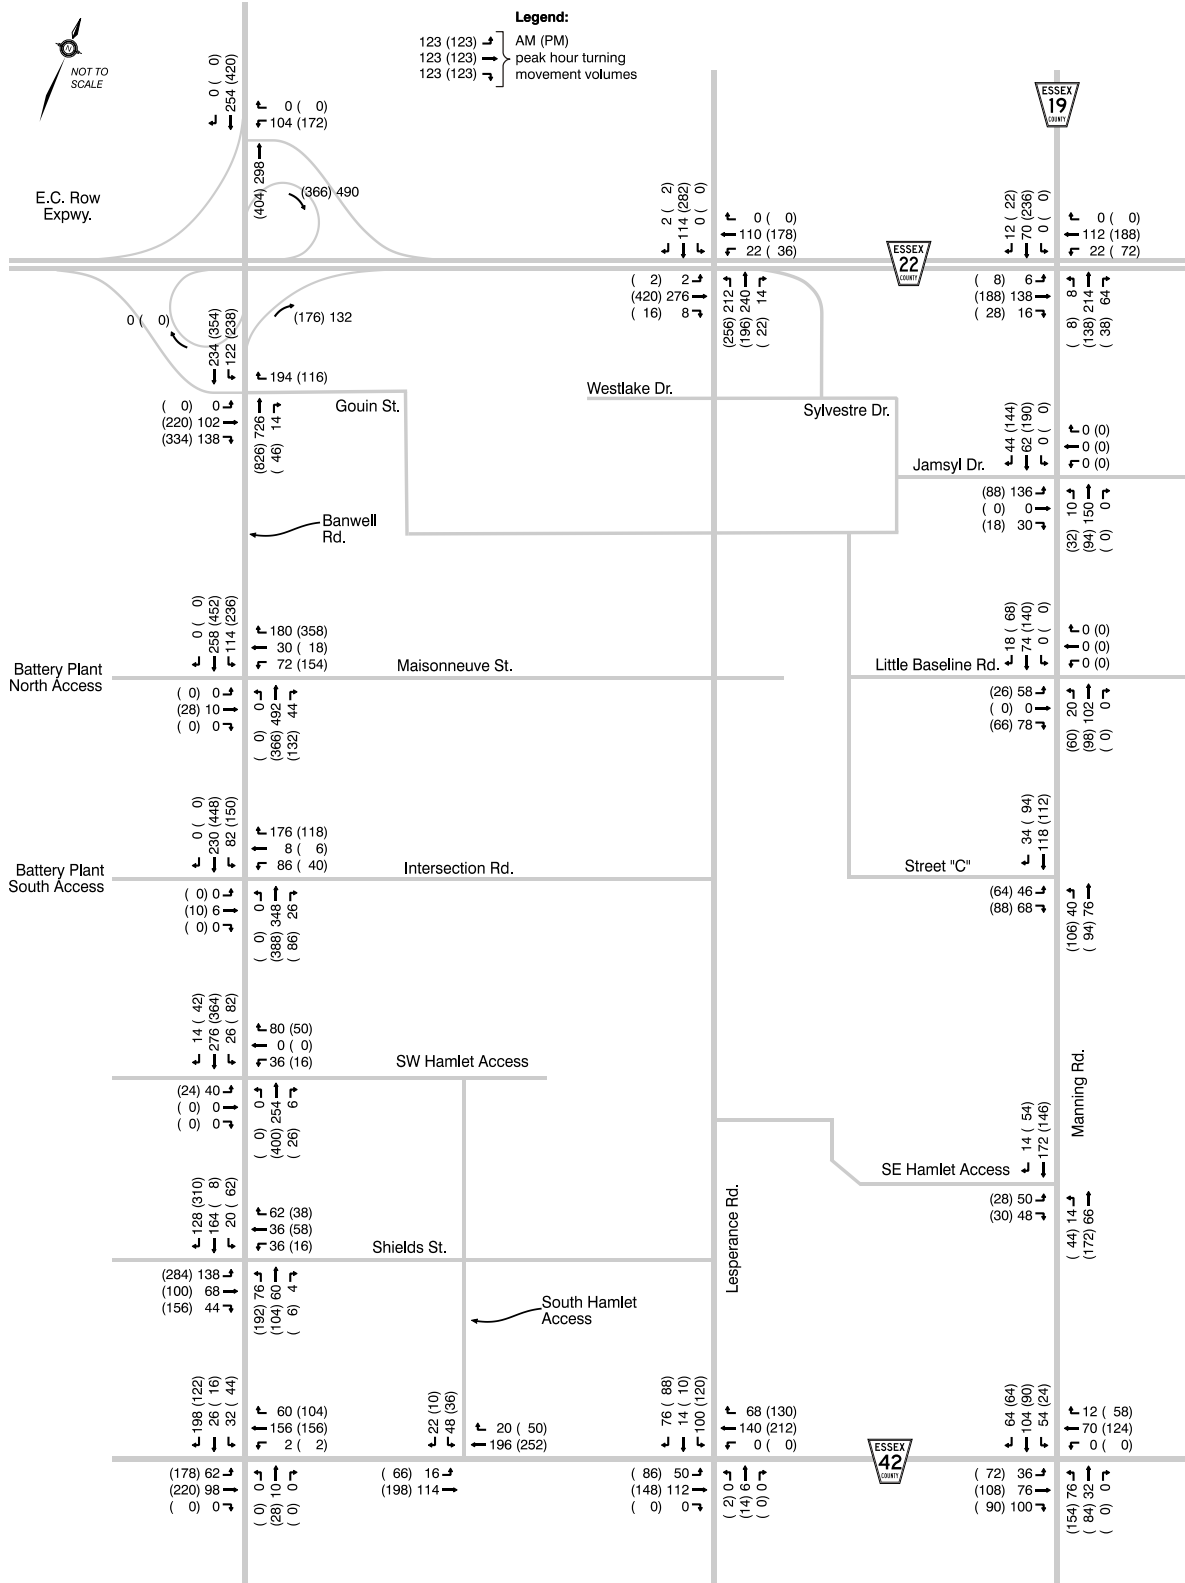 Legend:
123 (123) AM (PM)
123 (123) peak hour turning
123 (123) movement volumes
N
NOT TO
SCALE
E.C. Row
Expwy.
0 ( 0)
254 (420)
0 ( 0)
104 (172)
(404) 298
(366) 490
0 ( 0)
(176) 132
234 (354)
122 (238)
194 (116)
( 0) 0
(220) 102
(334) 138
(826) 726
( 46) 14
Gouin St.
Banwell
Rd.
ESSEX
22
COUNTY
ESSEX
19
COUNTY
2 ( 2)
114 (282)
0 ( 0)
0 ( 0)
110 (178)
22 ( 36)
( 2) 2
(420) 276
( 16) 8
(256) 212
(196) 240
( 22) 14
12 ( 22)
70 (236)
0 ( 0)
0 ( 0)
112 (188)
22 ( 72)
( 8) 6
(188) 138
( 28) 16
( 8) 8
(138) 214
( 38) 64
Westlake Dr.
Sylvestre Dr.
Jamsyl Dr.
44 (144)
62 (190)
0 ( 0)
0 (0)
0 (0)
0 (0)
(88) 136
( 0) 0
(18) 30
(32) 10
(94) 150
( 0) 0
Battery Plant
North Access
0 ( 0)
258 (452)
114 (236)
180 (358)
30 ( 18)
72 (154)
Maisonneuve St.
( 0) 0
(28) 10
( 0) 0
( 0) 0
(366) 492
(132) 44
Little Baseline Rd.
18 ( 68)
74 (140)
0 ( 0)
0 (0)
0 (0)
0 (0)
(26) 58
( 0) 0
(66) 78
(60) 20
(98) 102
( 0) 0
Battery Plant
South Access
0 ( 0)
230 (448)
82 (150)
176 (118)
8 ( 6)
86 ( 40)
Intersection Rd.
( 0) 0
(10) 6
( 0) 0
( 0) 0
(388) 348
( 86) 26
Street "C"
34 ( 94)
118 (112)
(64) 46
(88) 68
(106) 40
( 94) 76
14 ( 42)
276 (364)
26 ( 82)
80 (50)
0 ( 0)
36 (16)
SW Hamlet Access
(24) 40
( 0) 0
( 0) 0
( 0) 0
(400) 254
( 26) 6
Manning Rd.
SE Hamlet Access
14 ( 54)
172 (146)
(28) 50
(30) 48
( 44) 14
(172) 66
128 (310)
164 ( 8)
20 ( 62)
62 (38)
36 (58)
36 (16)
Shields St.
(284) 138
(100) 68
(156) 44
(192) 76
(104) 60
( 6) 4
Lesperance Rd.
South Hamlet
Access
198 (122)
26 ( 16)
32 ( 44)
60 (104)
156 (156)
2 ( 2)
(178) 62
(220) 98
( 0) 0
( 0) 0
(28) 10
( 0) 0
22 (10)
48 (36)
20 ( 50)
196 (252)
( 66) 16
(198) 114
76 ( 88)
14 ( 10)
100 (120)
68 (130)
140 (212)
0 ( 0)
( 86) 50
(148) 112
( 0) 0
( 2) 0
(14) 6
( 0) 0
ESSEX
42
COUNTY
64 (64)
104 (90)
54 (24)
12 ( 58)
70 (124)
0 ( 0)
( 72) 36
(108) 76
( 90) 100
(154) 76
( 84) 32
( 0) 0